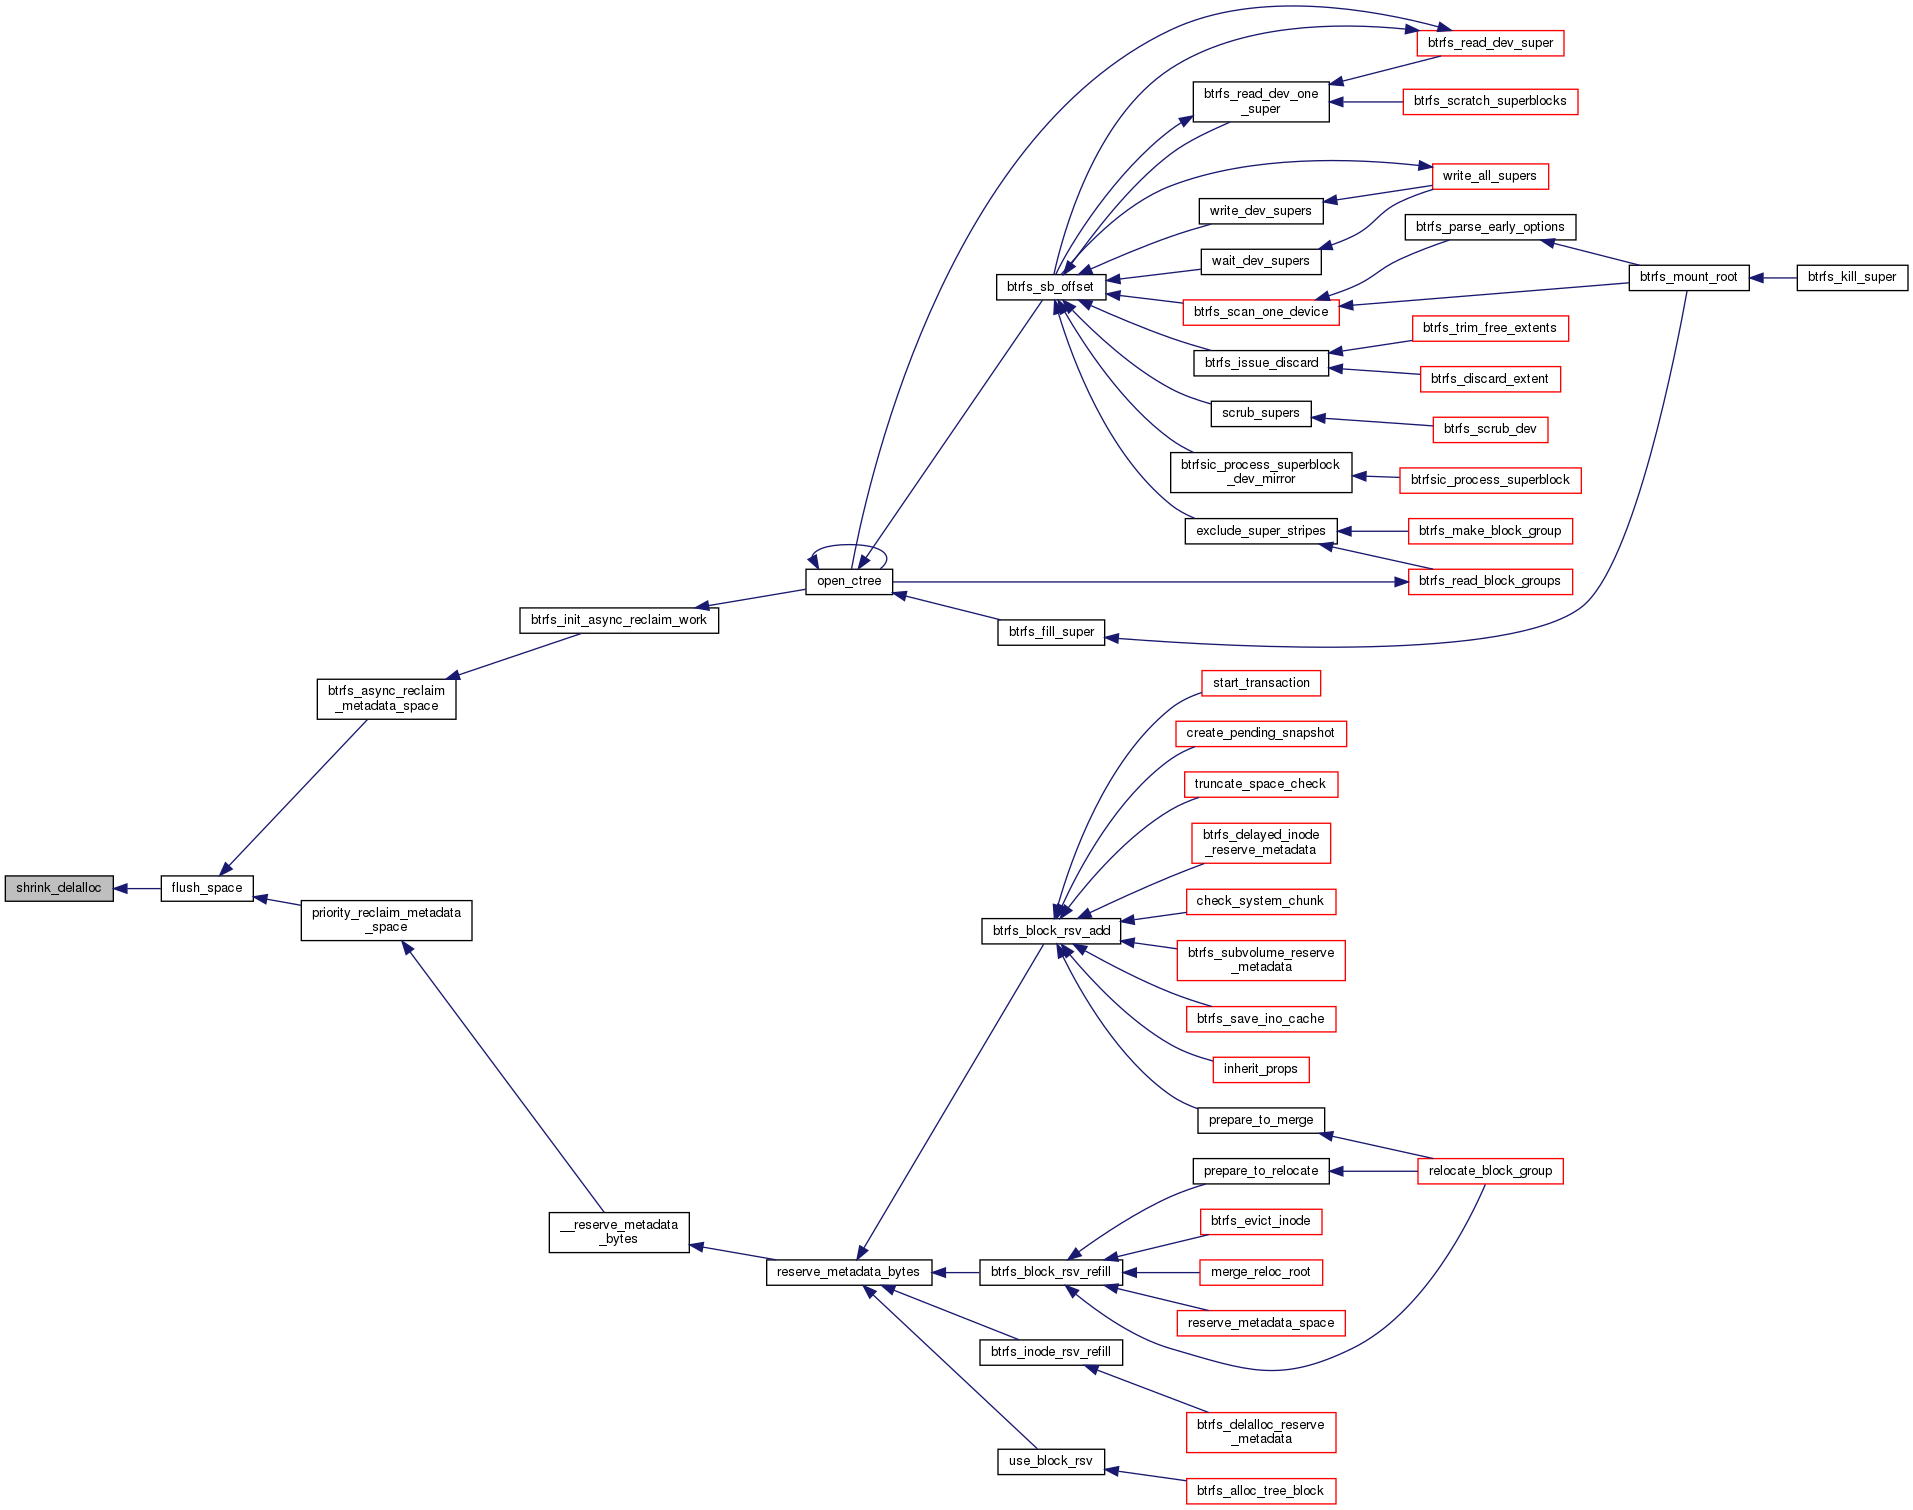 btrfs_read_dev_super
btrfs_read_dev_one
_super
btrfs_scratch_superblocks
write_all_supers
write_dev_supers
btrfs_parse_early_options
wait_dev_supers
btrfs_sb_offset
btrfs_mount_root
btrfs_kill_super
btrfs_scan_one_device
btrfs_trim_free_extents
btrfs_issue_discard
btrfs_discard_extent
scrub_supers
btrfs_scrub_dev
btrfsic_process_superblock
_dev_mirror
btrfsic_process_superblock
exclude_super_stripes
btrfs_make_block_group
open_ctree
btrfs_read_block_groups
btrfs_init_async_reclaim_work
btrfs_fill_super
btrfs_async_reclaim
_metadata_space
start_transaction
create_pending_snapshot
truncate_space_check
btrfs_delayed_inode
_reserve_metadata
shrink_delalloc
flush_space
priority_reclaim_metadata
_space
check_system_chunk
btrfs_block_rsv_add
btrfs_subvolume_reserve
_metadata
btrfs_save_ino_cache
inherit_props
prepare_to_merge
prepare_to_relocate
relocate_block_group
__reserve_metadata
_bytes
btrfs_evict_inode
reserve_metadata_bytes
btrfs_block_rsv_refill
merge_reloc_root
reserve_metadata_space
btrfs_inode_rsv_refill
btrfs_delalloc_reserve
_metadata
use_block_rsv
btrfs_alloc_tree_block